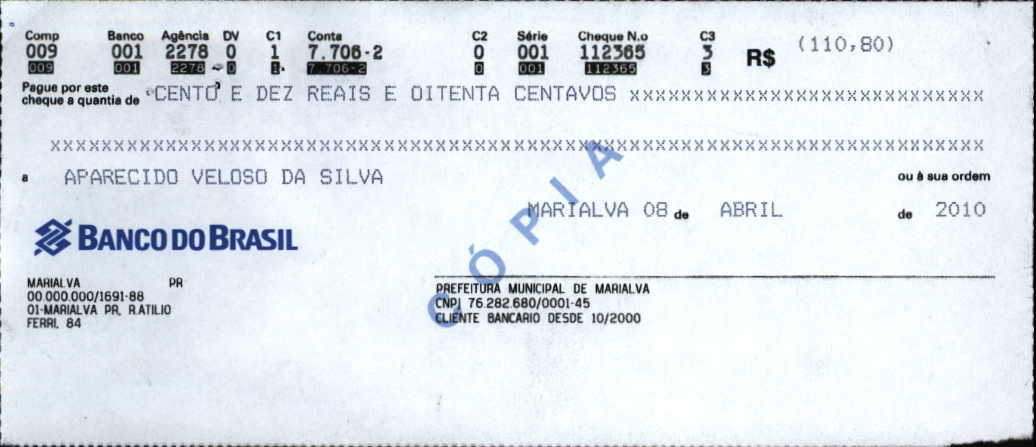 Comp Banco Agência DV C1 Conta C2 Série Cheque N.o C3
009 001 2278 0 1 7.706-2 0 001 112365 3 R$ (110,80)
009 001 2278 0 1. 7.706-2 0 001 112365 3
Pague por este
cheque a quantia de CENTO E DEZ REAIS E OITENTA CENTAVOS xxxxxxxxxxxxxxxxxxxxxxxxxxxx
xxxxxxxxxxxxxxxxxxxxxxxxxxxxxxxxxxxxxxxxxxxxxxxxxxxxxxxxxxxxxxxxxxxxxxxxx
a APARECIDO VELOSO DA SILVA ou à sua ordem
MARIALVA 08 de ABRIL de 2010
CÓPIA
BANCO DO BRASIL
MARIALVA PR
00.000.000/1691-88
01-MARIALVA PR, R.ATILIO
FERRI, 84
PREFEITURA MUNICIPAL DE MARIALVA
CNPJ 76.282.680/0001-45
CLIENTE BANCARIO DESDE 10/2000